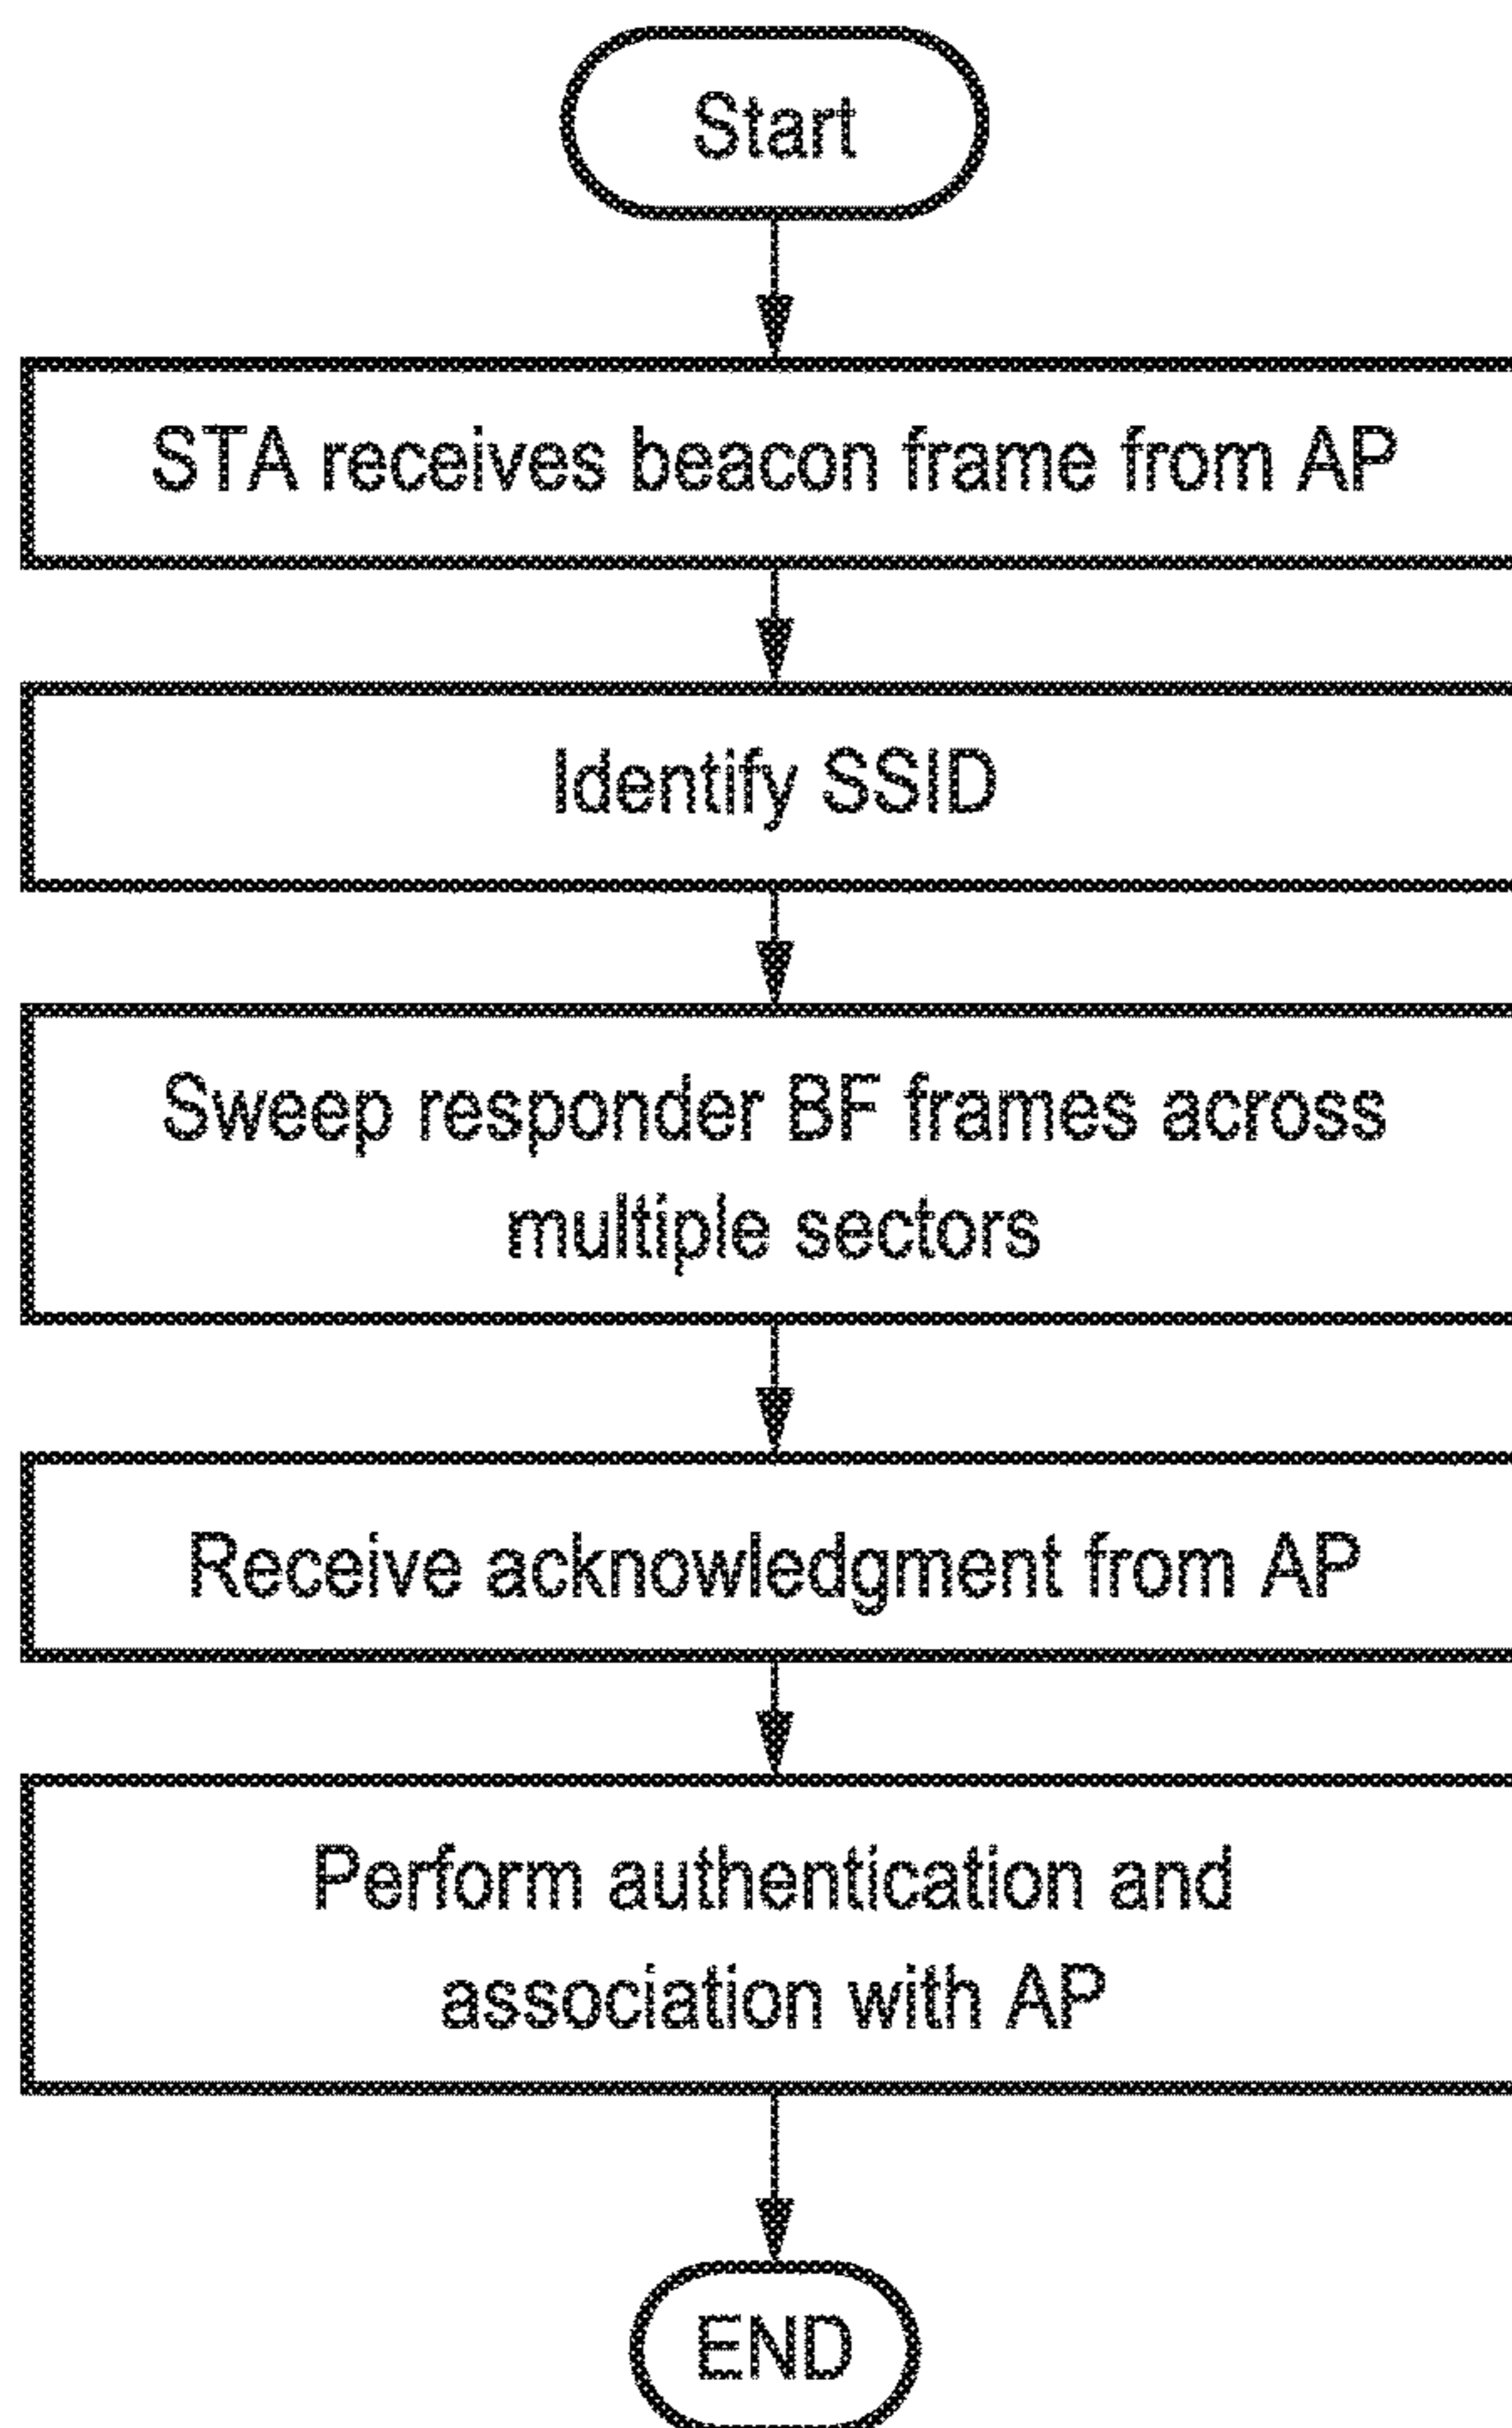 Start
STA receives beacon frame from AP
Identify SSID
Sweep responder BF frames across
multiple sectors
Receive acknowledgment from AP
Perform authentication and
association with AP
END